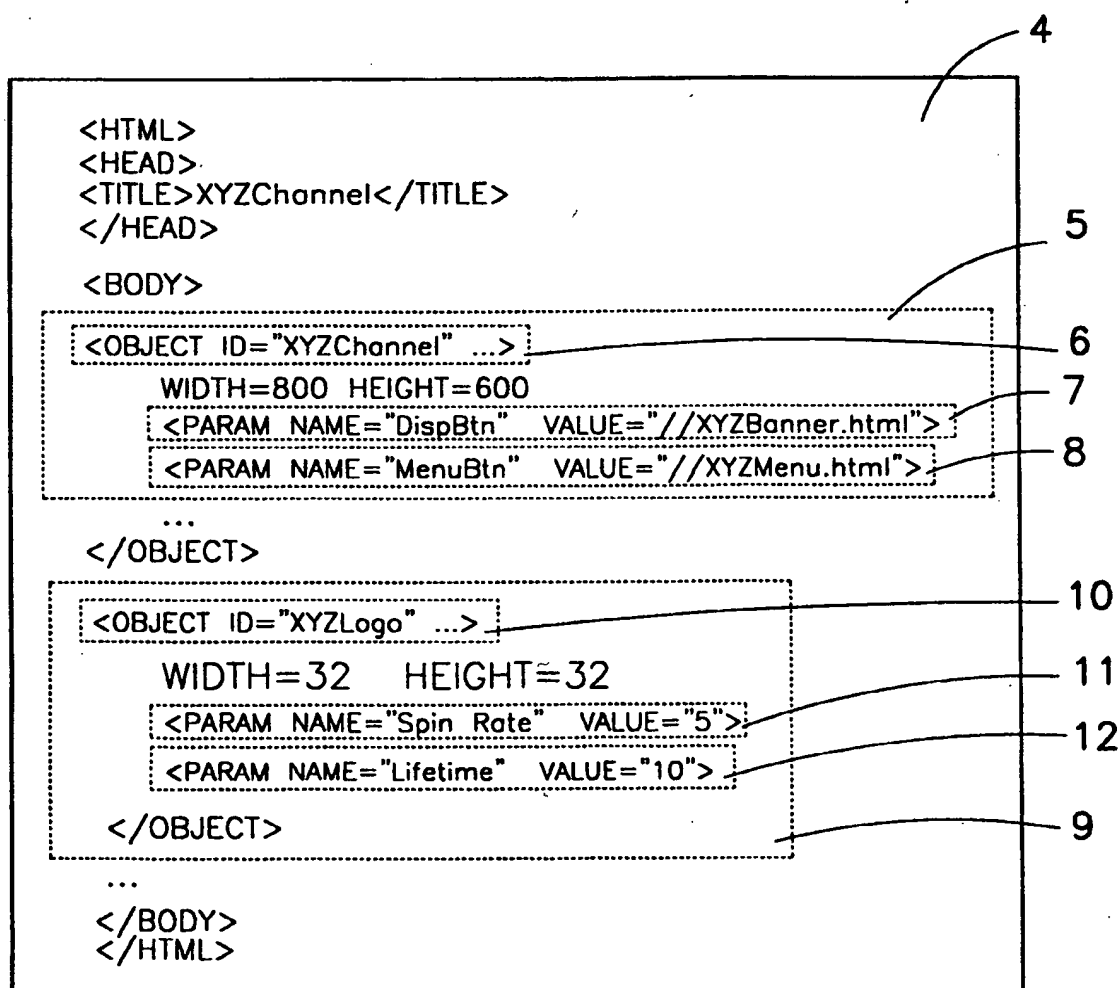 4
<HTML>
<HEAD>
<TITLE>XYZChannel</TITLE>
</HEAD>
5
<BODY>
<OBJECT ID="XYZChannel" ...>
6
WIDTH=800 HEIGHT=600
7
<PARAM NAME="DispBtn" VALUE="//XYZBanner.html">
<PARAM NAME="MenuBtn" VALUE="//XYZMenu.html">
8
...
</OBJECT>
<OBJECT ID="XYZLogo" ...>
10
WIDTH=32 HEIGHT=32
11
<PARAM NAME="Spin Rate" VALUE="5">
12
<PARAM NAME="Lifetime" VALUE="10">
</OBJECT>
9
...
</BODY>
</HTML>